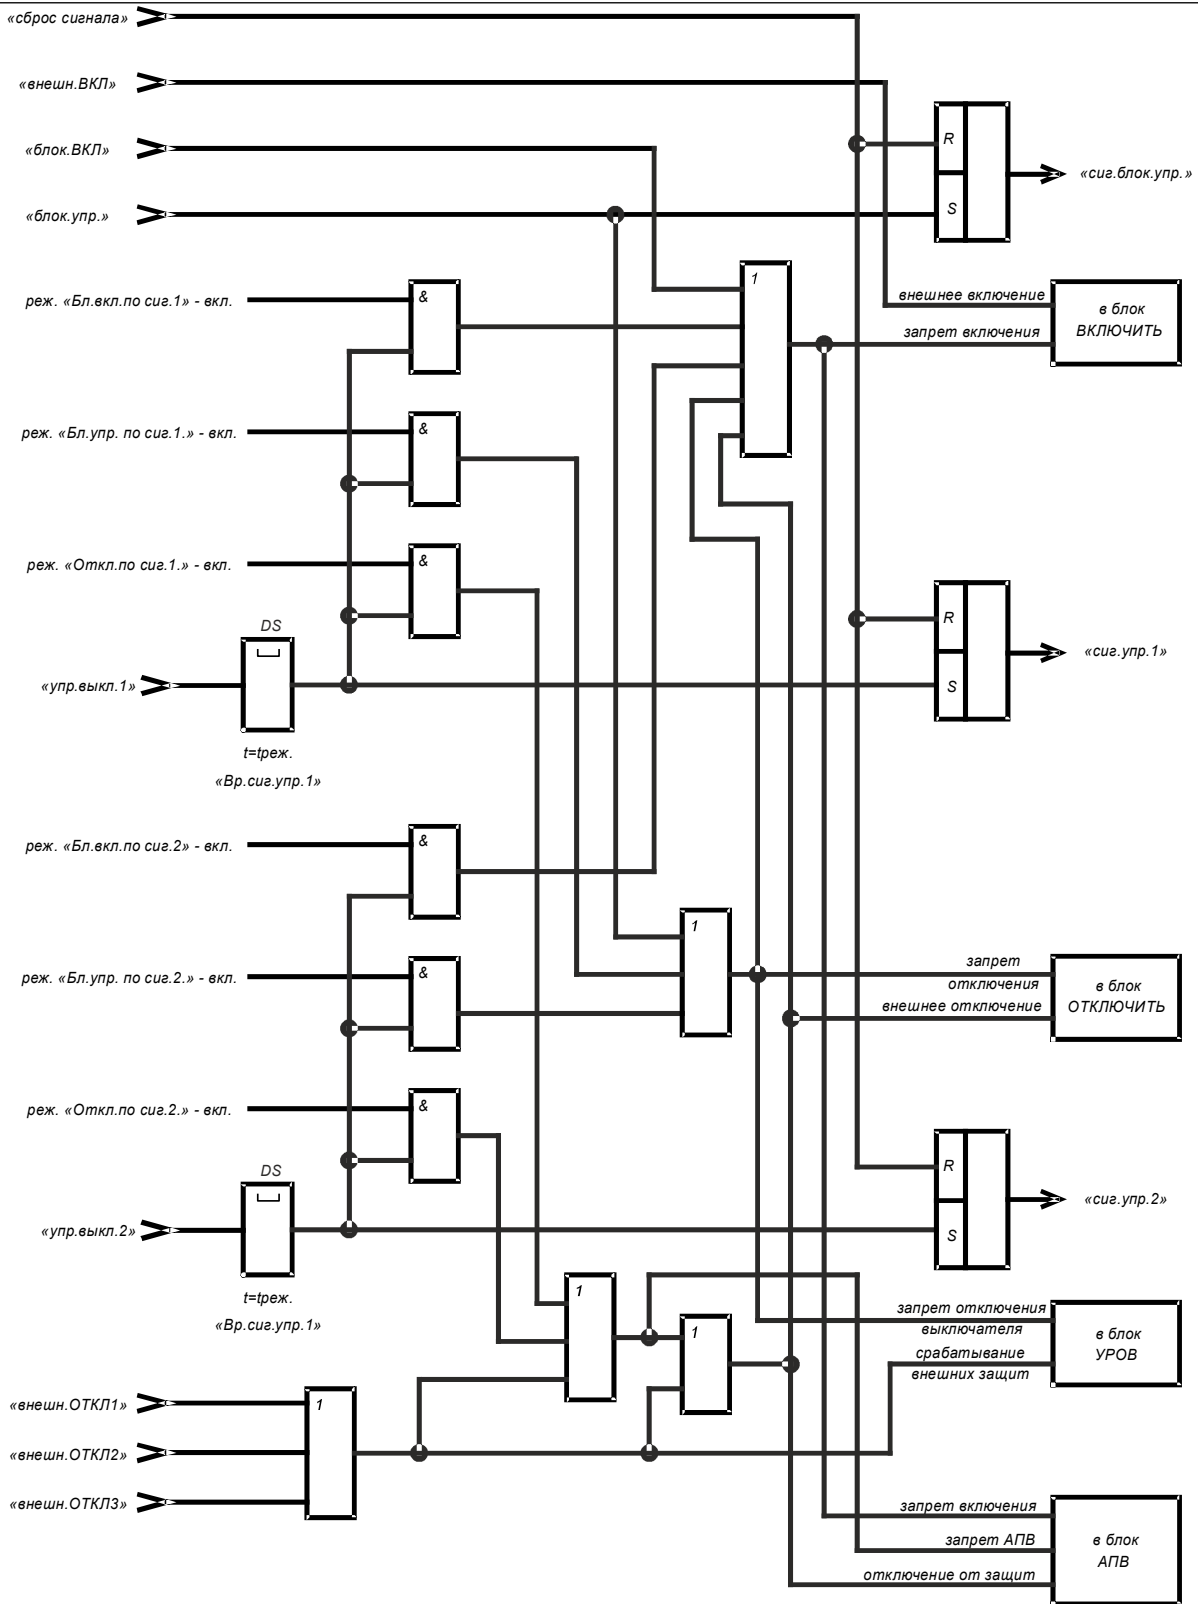 «сброс сигнала»
«внешн.ВКЛ»
«блок.ВКЛ»
R
«сиг.блок.упр.»
«блок.упр.»
S
1
реж. «Бл.вкл.по сиг.1» - вкл.
&
внешнее включение
в блок
ВКЛЮЧИТЬ
запрет включения
реж. «Бл.упр. по сиг.1.» - вкл.
&
реж. «Откл.по сиг.1.» - вкл.
&
DS
R
«сиг.упр.1»
«упр.выкл.1»
S
t=tреж.
«Вр.сиг.упр.1»
реж. «Бл.вкл.по сиг.2» - вкл.
&
1
реж. «Бл.упр. по сиг.2.» - вкл.
&
запрет
отключения
в блок
ОТКЛЮЧИТЬ
внешнее отключение
реж. «Откл.по сиг.2.» - вкл.
&
DS
R
«сиг.упр.2»
«упр.выкл.2»
S
t=tреж.
«Вр.сиг.упр.1»
1
1
запрет отключения
выключателя
в блок
УРОВ
срабатывание
внешних защит
«внешн.ОТКЛ1»
1
«внешн.ОТКЛ2»
«внешн.ОТКЛ3»
запрет включения
запрет АПВ
в блок
АПВ
отключение от защит